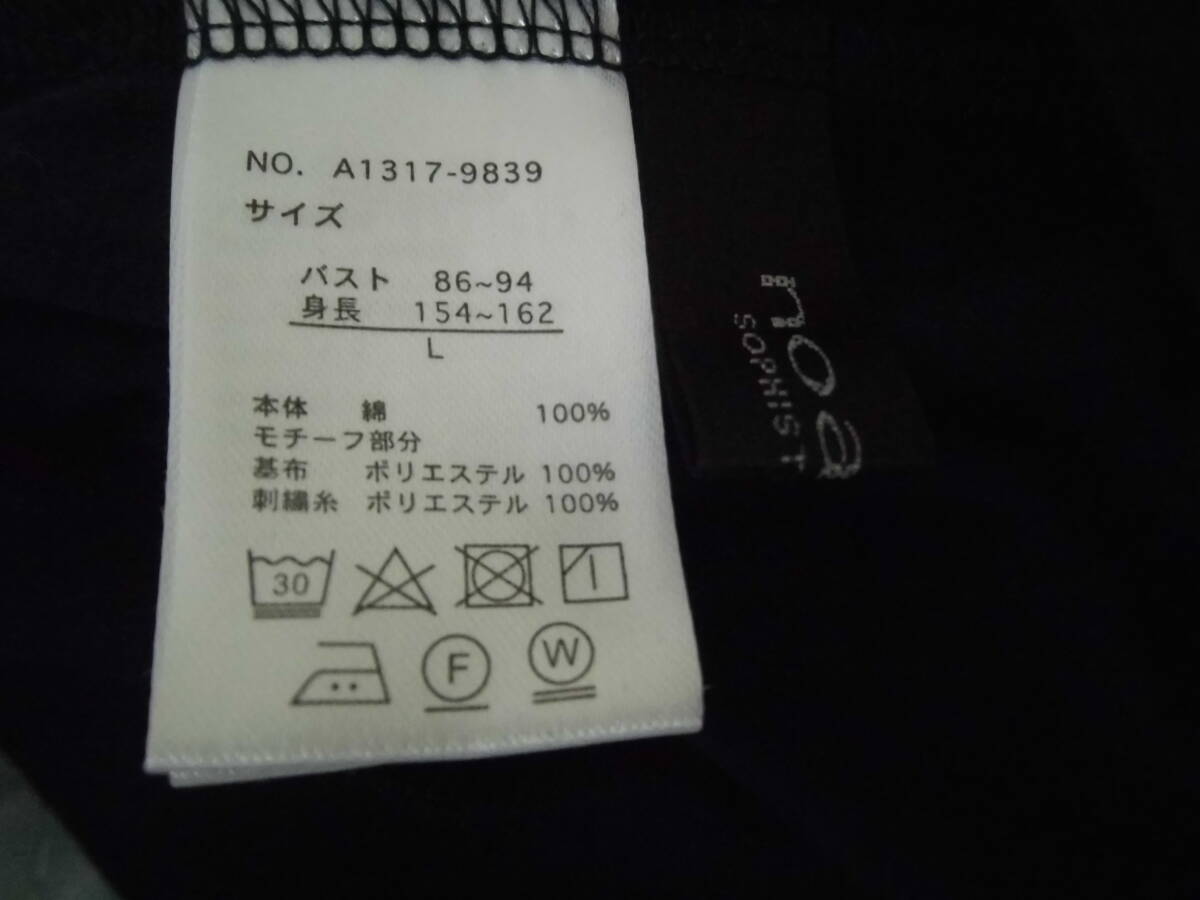 NO. A1317-9839
サイズ
バスト 86~94
身長 154~162
L
本体 綿 100%
モチーフ部分
基布 ポリエステル 100%
刺繍糸 ポリエステル 100%
30
F
W